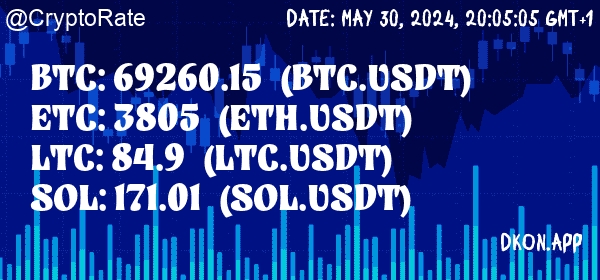 @CryptoRate
DATE: MAY 30, 2024, 20:05:05 GMT+1
BTC: 69260.15 (BTC.USDT)
ETC: 3805 (ETH.USDT)
LTC: 84.9 (LTC.USDT)
SOL: 171.01 (SOL.USDT)
DKON.APP